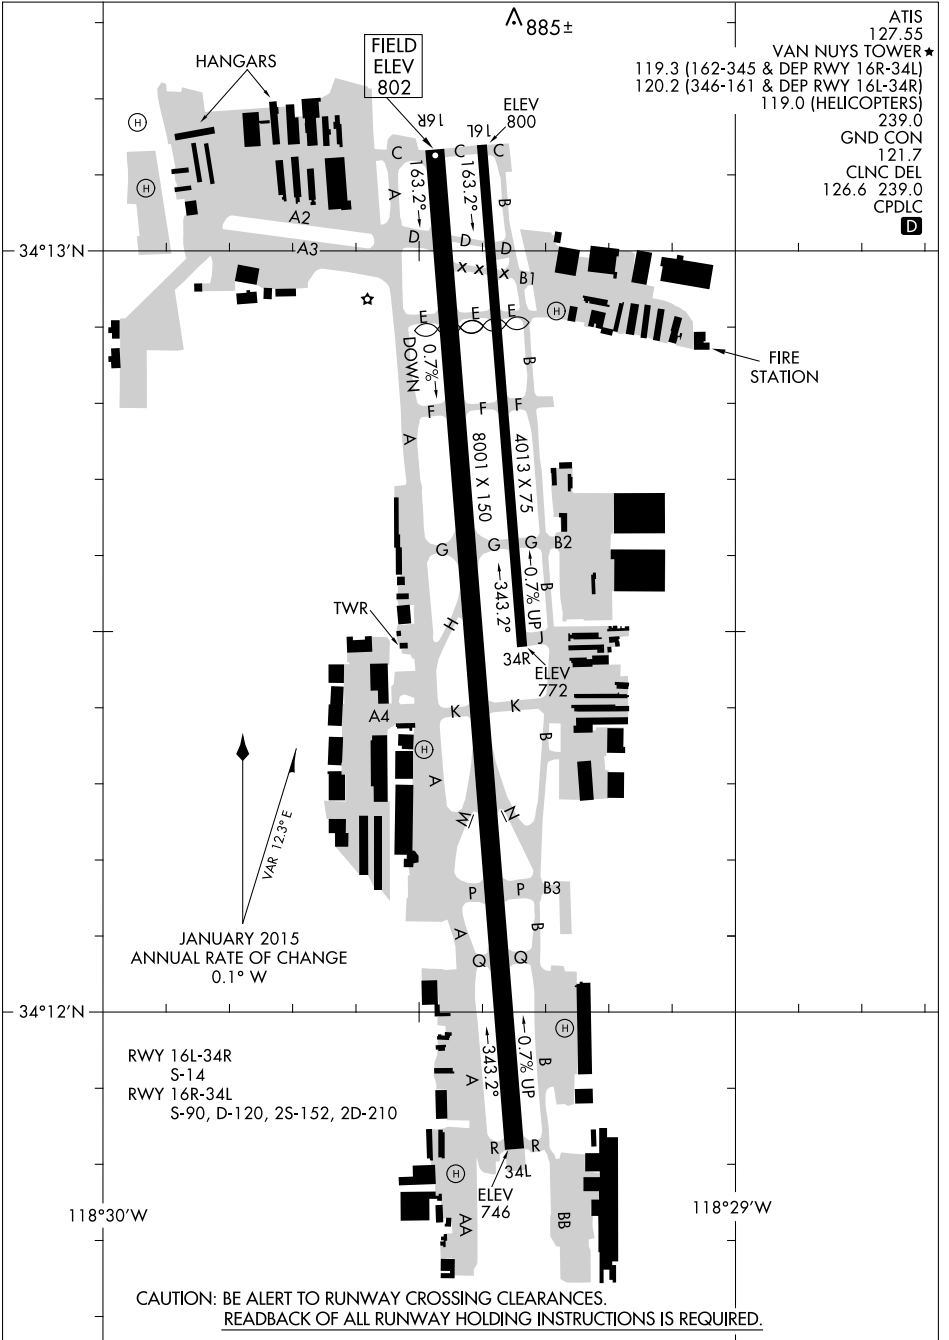 885±
ATIS
127.55
VAN NUYS TOWER★
119.3 (162-345 & DEP RWY 16R-34L)
120.2 (346-161 & DEP RWY 16L-34R)
119.0 (HELICOPTERS)
239.0
GND CON
121.7
CLNC DEL
126.6 239.0
CPDLC
D
FIELD
ELEV
802
HANGARS
ELEV
800
16R
16L
H
H
C
C
C
163.2°
163.2°
A
B
A2
A3
D
D
D
34°13'N
X X X
B1
H
E
E
E
0.7%
DOWN
B
FIRE
STATION
F
F
F
A
8001 X 150
4013 X 75
G
G
G
B2
343.2°
0.7% UP
B
TWR
H
J
34R
ELEV
772
A4
K
K
H
A
B
VAR 12.3° E
M
N
P
P
B3
JANUARY 2015
ANNUAL RATE OF CHANGE
0.1° W
A
B
Q
Q
34°12'N
H
RWY 16L-34R
S-14
RWY 16R-34L
S-90, D-120, 2S-152, 2D-210
343.2°
0.7% UP
A
B
R
R
34L
H
ELEV
746
AA
BB
118°30'W
118°29'W
CAUTION: BE ALERT TO RUNWAY CROSSING CLEARANCES.
READBACK OF ALL RUNWAY HOLDING INSTRUCTIONS IS REQUIRED.